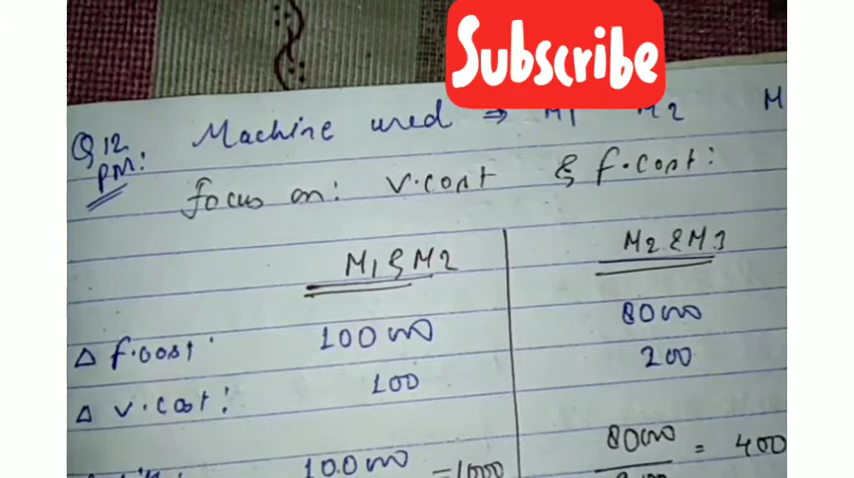 Subscribe
Q12 Machine used ⇒ M1 M2 M
PM:
Focus on: V.cost & F.cost:
M1 & M2 M2 & M3
Δ F.cost: 100000 80000
Δ V.cost: 100 200
100000 = 1000 80000 = 400